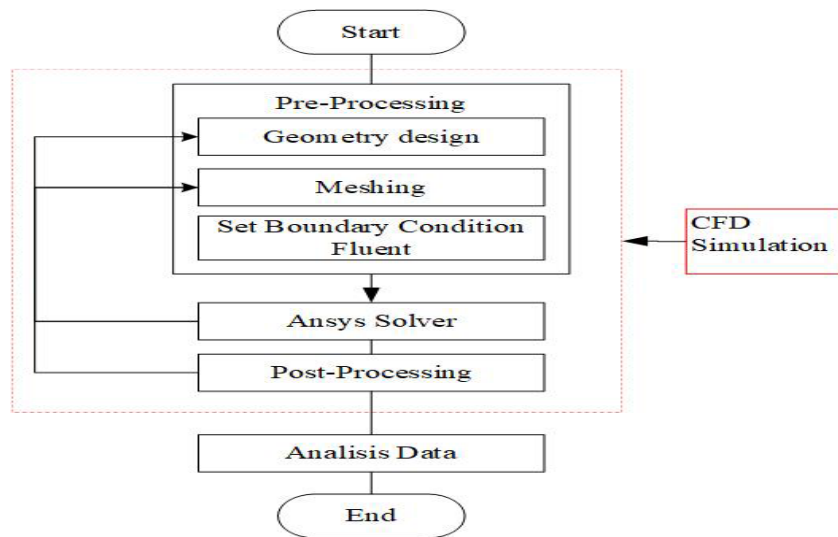 Start
Pre-Processing
Geometry design
Meshing
Set Boundary Condition
Fluent
CFD
Simulation
Ansys Solver
Post-Processing
Analisis Data
End